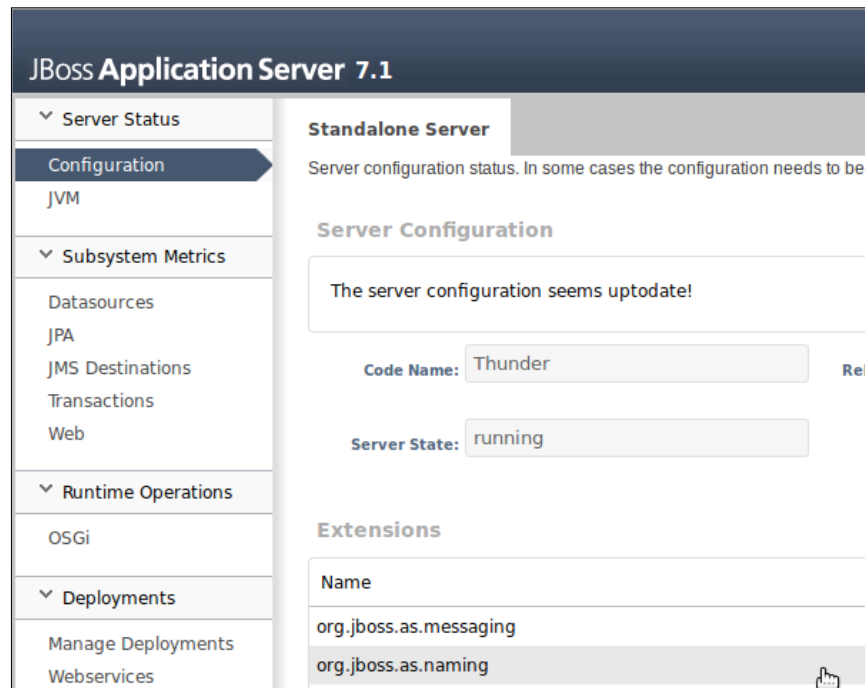 JBoss Application Server 7.1
Server Status
Configuration
JVM
Subsystem Metrics
Datasources
JPA
JMS Destinations
Transactions
Web
Runtime Operations
OSGi
Deployments
Manage Deployments
Webservices
Standalone Server
Server configuration status. In some cases the configuration needs to be
Server Configuration
The server configuration seems uptodate!
Code Name: Thunder
Server State: running
Extensions
Name
org.jboss.as.messaging
org.jboss.as.naming